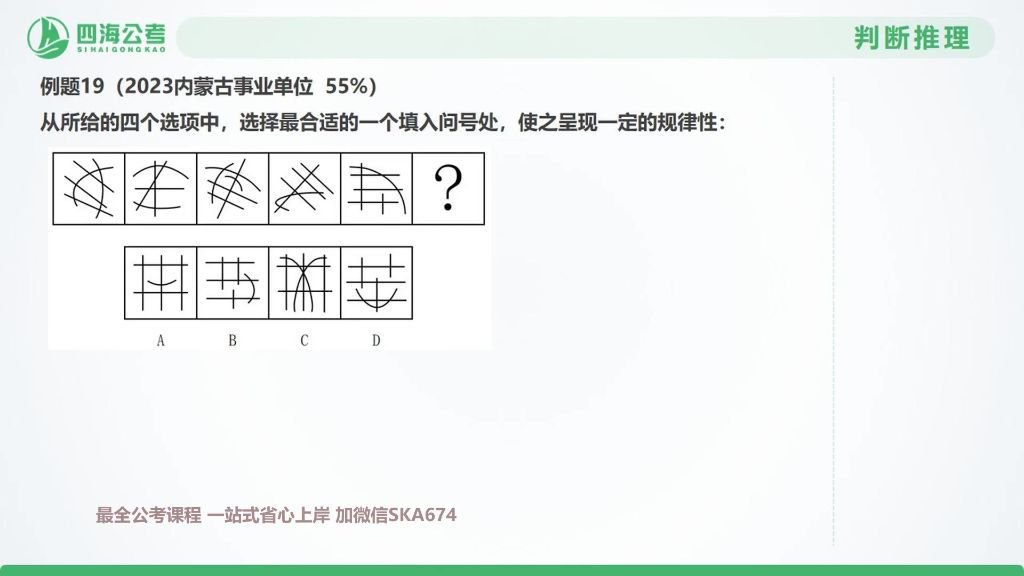 四海公考
SIHAIGONGKAO
判断推理
例题19（2023内蒙古事业单位 55%）
从所给的四个选项中，选择最合适的一个填入问号处，使之呈现一定的规律性：
?
A B C D
最全公考课程 一站式省心上岸 加微信SKA674